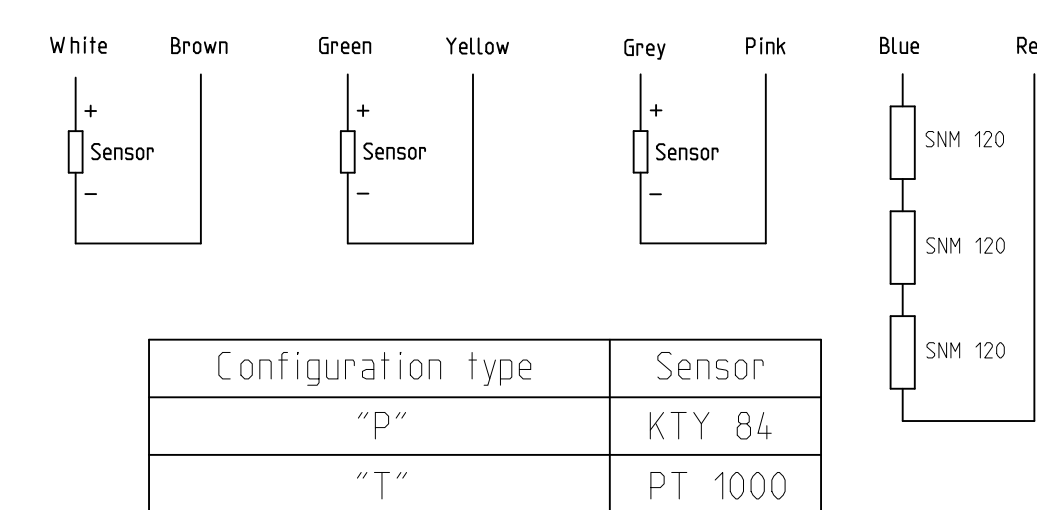 White Brown Green Yellow Grey Pink Blue
+ + +
Sensor Sensor Sensor SNM 120
− − −
SNM 120
SNM 120
Configuration type Sensor
"P" KTY 84
"T" PT 1000